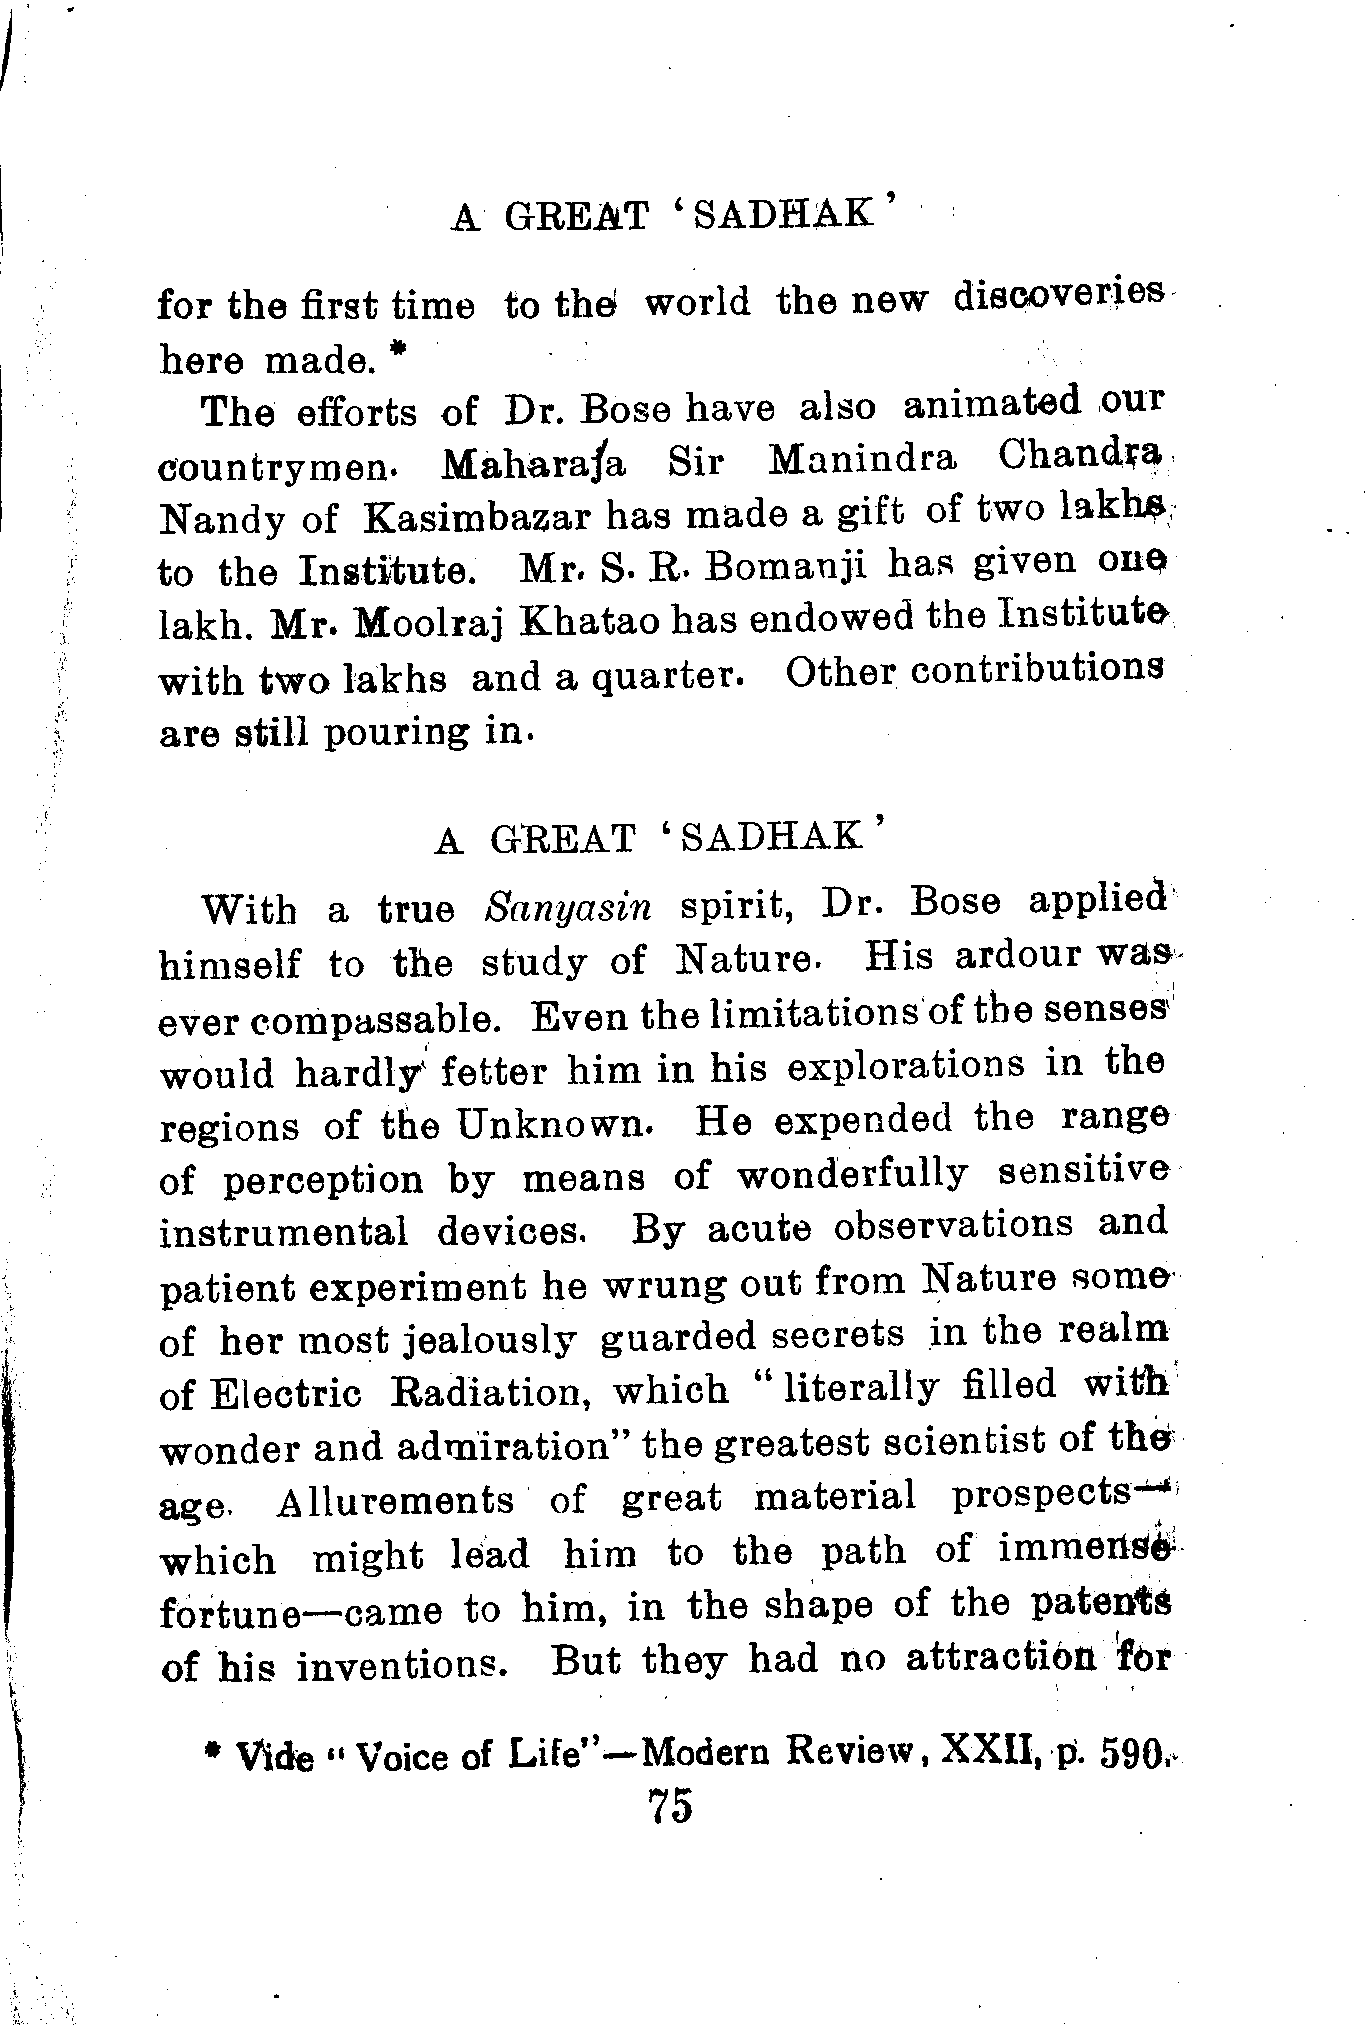 A GREAT ‘SADHAK’
for the first time to the world the new discoveries
here made. *
The efforts of Dr. Bose have also animated our
countrymen. Maharaja Sir Manindra Chandra
Nandy of Kasimbazar has made a gift of two lakhs
to the Institute. Mr. S. R. Bomanji has given one
lakh. Mr. Moolraj Khatao has endowed the Institute
with two lakhs and a quarter. Other contributions
are still pouring in.
A GREAT ‘SADHAK’
With a true Sanyasin spirit, Dr. Bose applied
himself to the study of Nature. His ardour was
ever compassable. Even the limitations of the senses
would hardly fetter him in his explorations in the
regions of the Unknown. He expended the range
of perception by means of wonderfully sensitive
instrumental devices. By acute observations and
patient experiment he wrung out from Nature some
of her most jealously guarded secrets in the realm
of Electric Radiation, which “literally filled with
wonder and admiration” the greatest scientist of the
age. Allurements of great material prospects—
which might lead him to the path of immense
fortune—came to him, in the shape of the patents
of his inventions. But they had no attraction for
* Vide “Voice of Life”—Modern Review, XXII, p. 590.
75